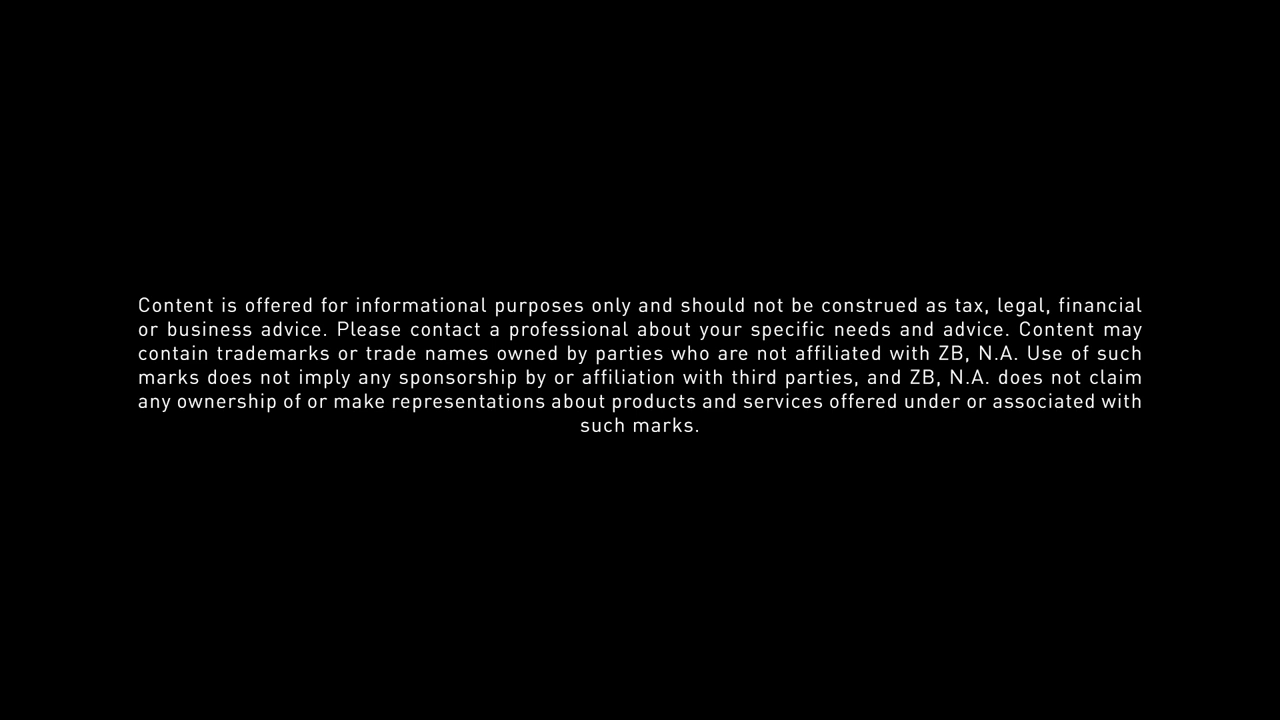 Content is offered for informational purposes only and should not be construed as tax, legal, financial
or business advice. Please contact a professional about your specific needs and advice. Content may
contain trademarks or trade names owned by parties who are not affiliated with ZB, N.A. Use of such
marks does not imply any sponsorship by or affiliation with third parties, and ZB, N.A. does not claim
any ownership of or make representations about products and services offered under or associated with
such marks.